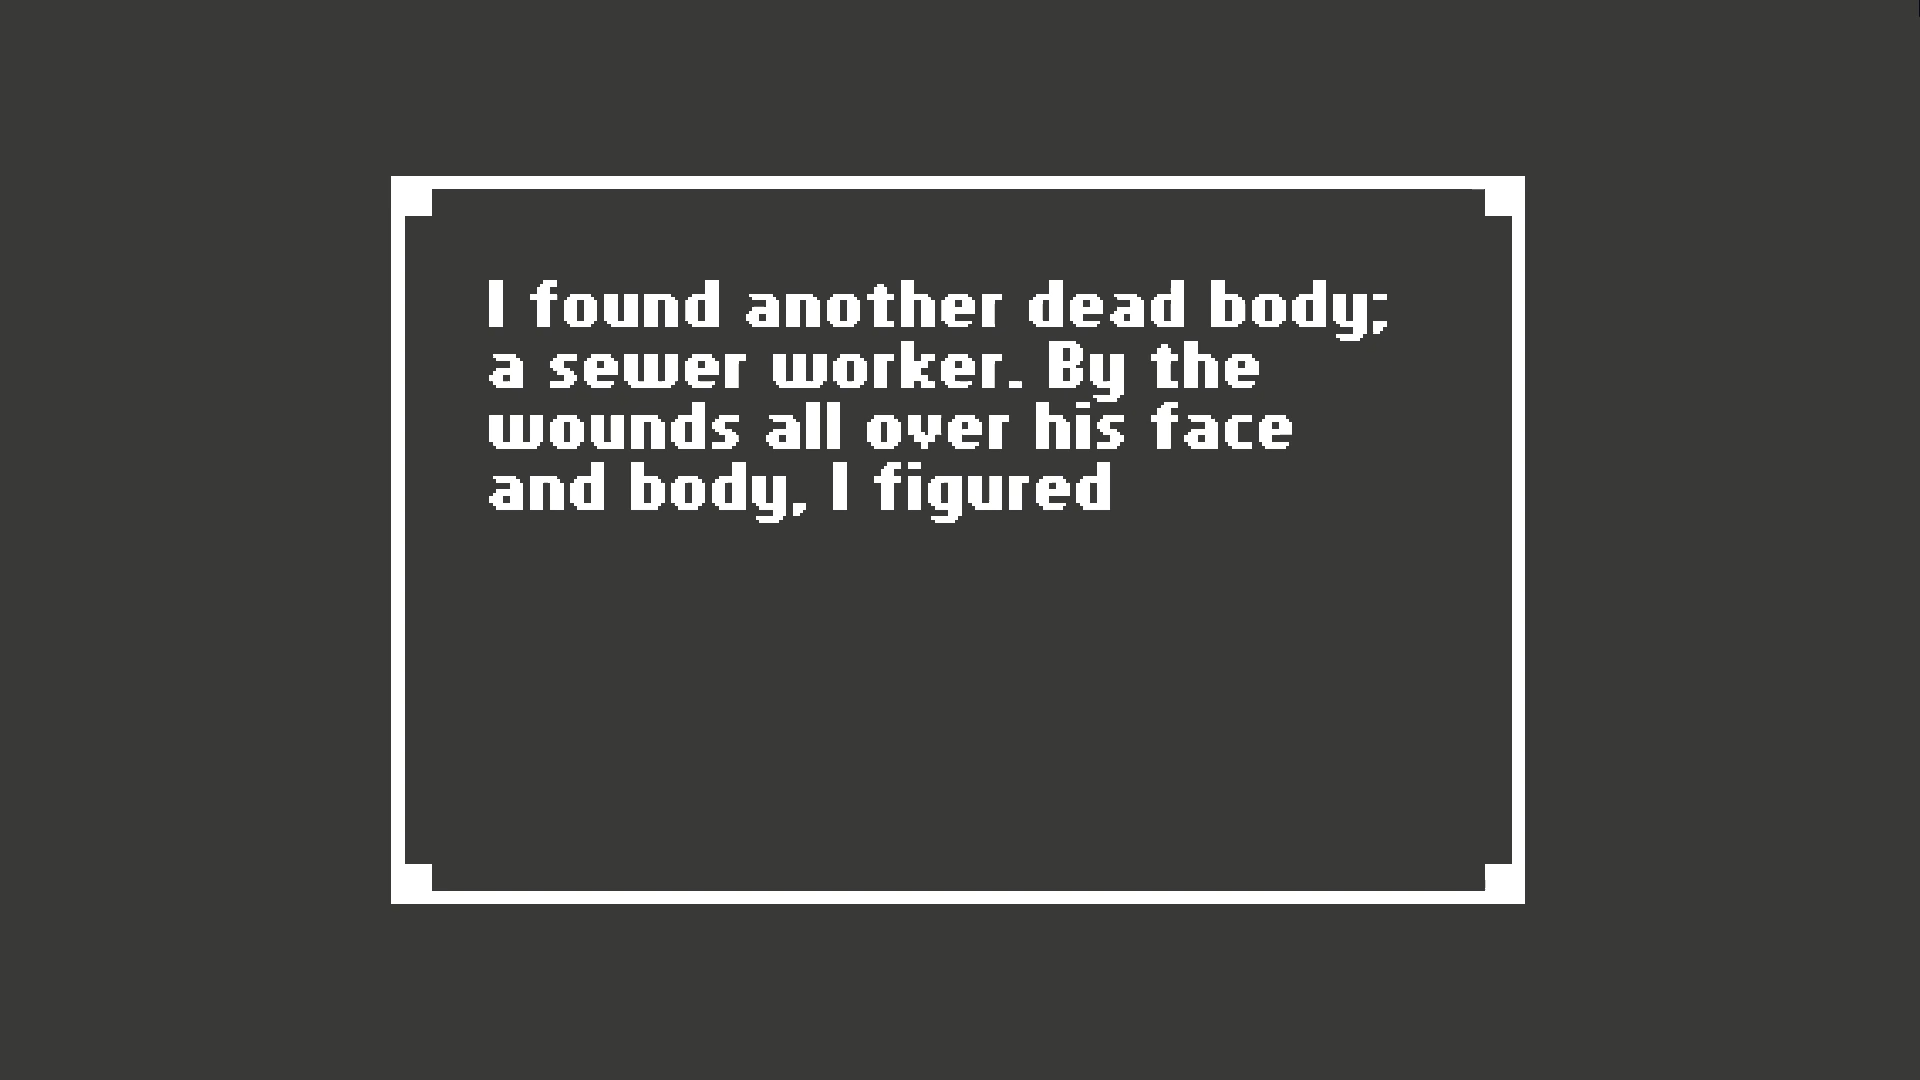 I found another dead body;
a sewer worker. By the
wounds all over his face
and body, I figured